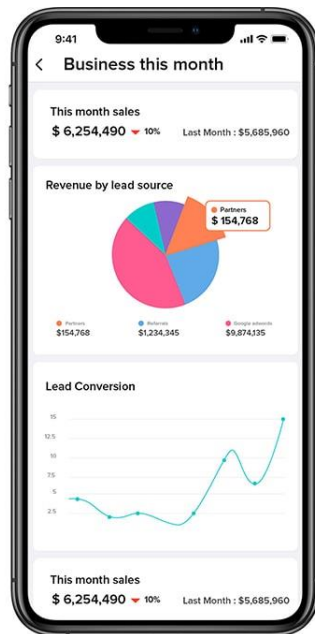 9:41
Business this month
This month sales
$ 6,254,490 10% Last Month : $5,685,960
Revenue by lead source
Partners
$ 154,768
Partners Referrals Google adwords
$154,768 $1,234,345 $9,874,135
Lead Conversion
15
12.5
10
7.5
5
2.5
This month sales
$ 6,254,490 10% Last Month : $5,685,960